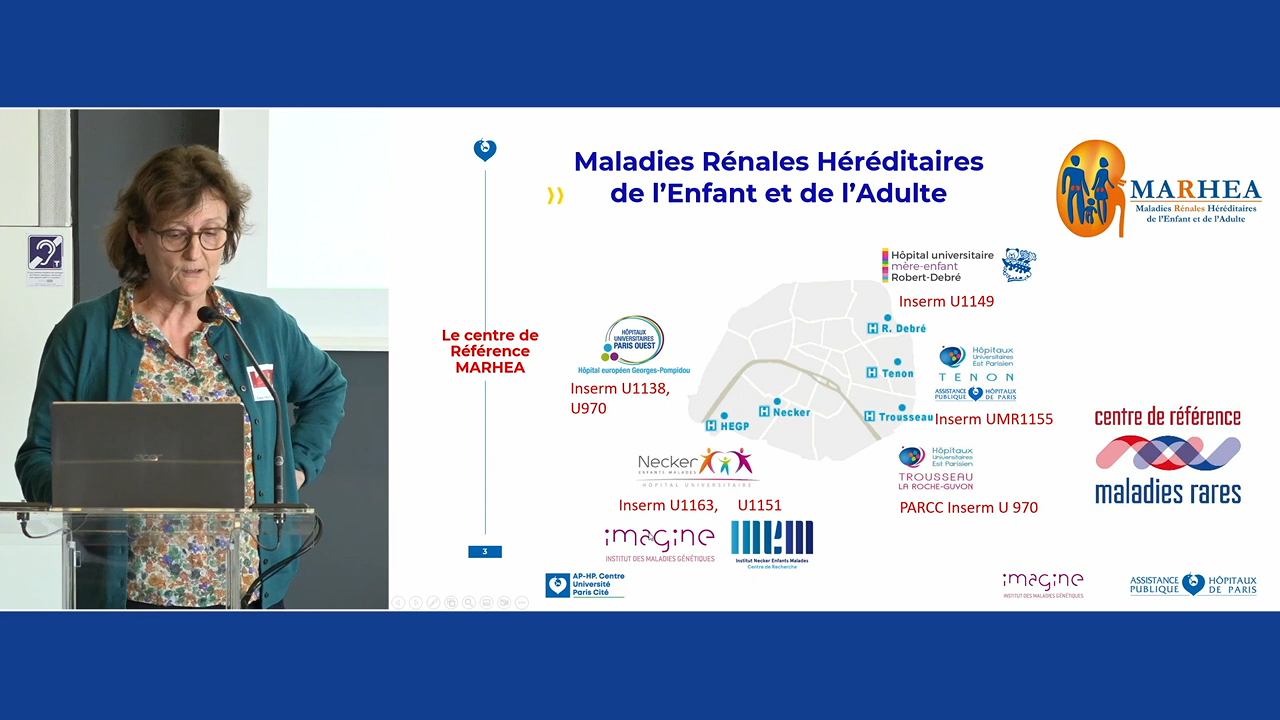 Maladies Rénales Héréditaires
de l'Enfant et de l'Adulte
MARHEA
Maladies Rénales Héréditaires
de l'Enfant et de l'Adulte
Le centre de
Référence
MARHEA
Hôpital universitaire
mère-enfant
Robert-Debré
Inserm U1149
HÔPITAUX
UNIVERSITAIRES
PARIS OUEST
Hôpital européen Georges-Pompidou
Inserm U1138,
U970
H R. Debré
H Tenon
H Trousseau
H Necker
H HEGP
Hôpitaux
Universitaires
Est Parisien
TENON
ASSISTANCE PUBLIQUE HÔPITAUX DE PARIS
Inserm UMR1155
Necker
ENFANTS MALADES
HÔPITAL UNIVERSITAIRE
Inserm U1163, U1151
imagine
INSTITUT DES MALADIES GÉNÉTIQUES
Institut Necker Enfants Malades
Centre de Recherche
Hôpitaux
Universitaires
Est Parisien
TROUSSEAU
LA ROCHE-GUYON
PARCC Inserm U 970
centre de référence
maladies rares
3
AP-HP. Centre
Université
Paris Cité
imagine
INSTITUT DES MALADIES GÉNÉTIQUES
ASSISTANCE PUBLIQUE HÔPITAUX DE PARIS
acer